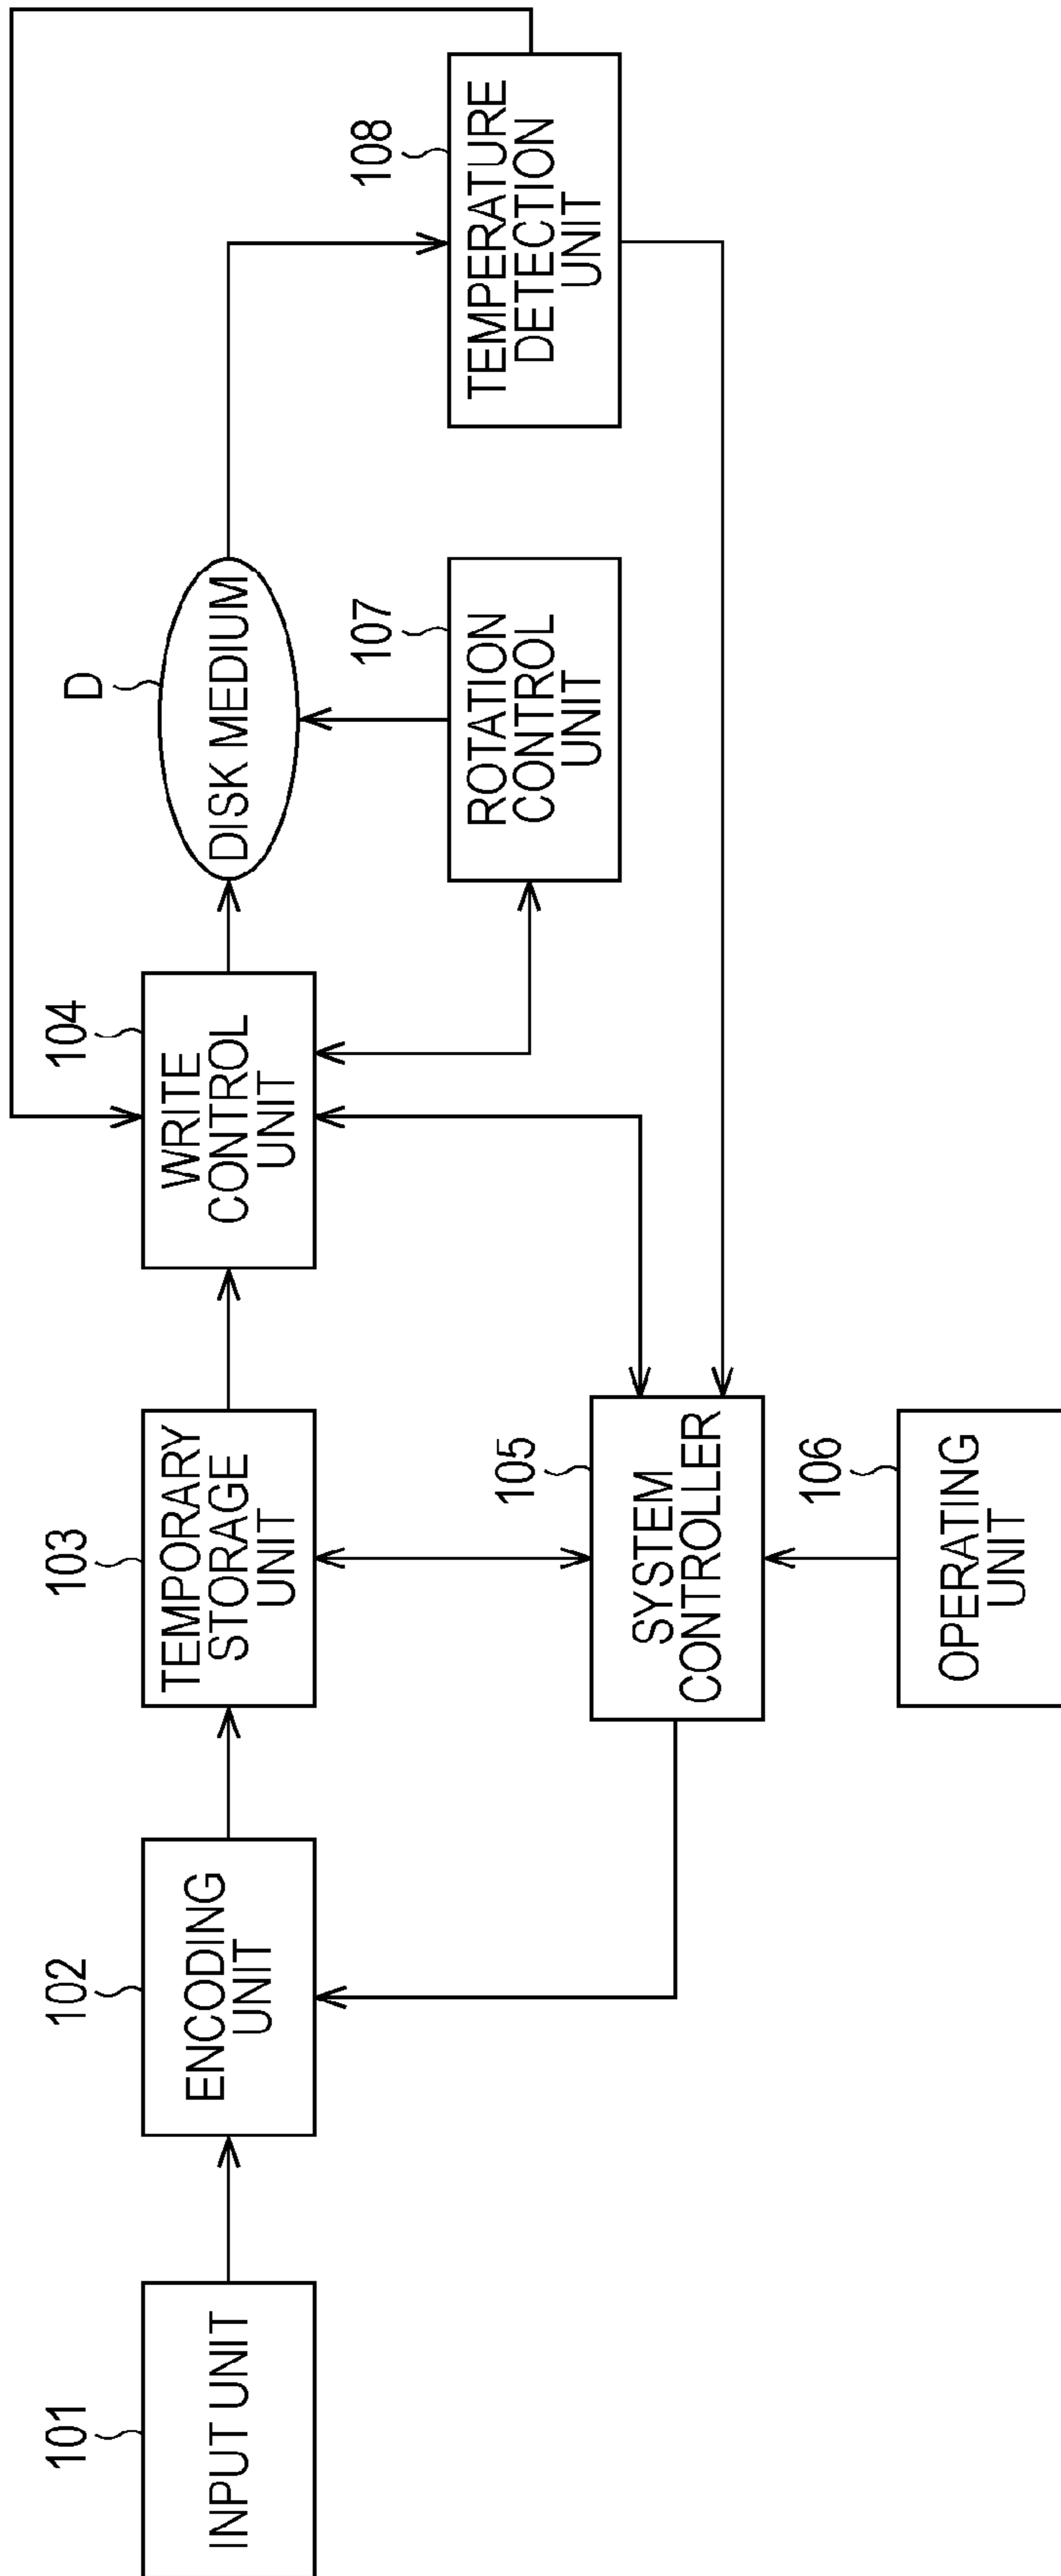 101
INPUT UNIT
102
ENCODING
UNIT
103
TEMPORARY
STORAGE
UNIT
104
WRITE
CONTROL
UNIT
D
DISK MEDIUM
105
SYSTEM
CONTROLLER
106
OPERATING
UNIT
107
ROTATION
CONTROL
UNIT
108
TEMPERATURE
DETECTION
UNIT